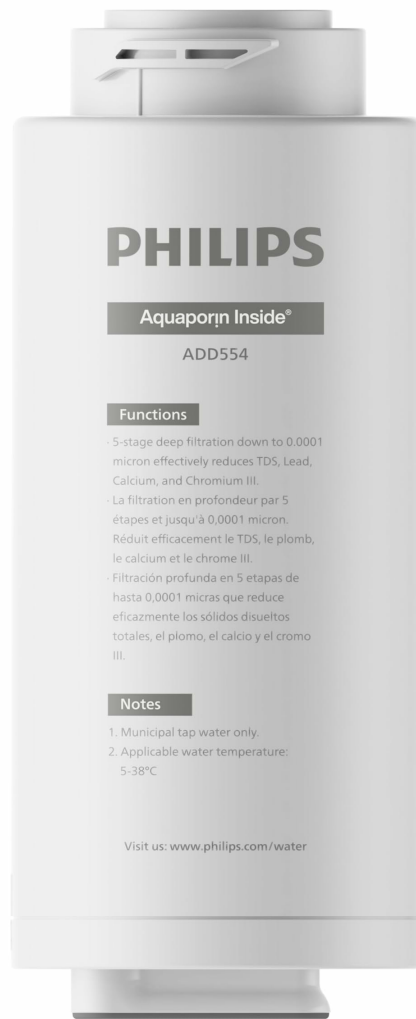 PHILIPS
Aquaporin Inside®
ADD554
Functions
· 5-stage deep filtration down to 0.0001
micron effectively reduces TDS, Lead,
Calcium, and Chromium III.
· La filtration en profondeur par 5
étapes et jusqu'à 0,0001 micron.
Réduit efficacement le TDS, le plomb,
le calcium et le chrome III.
· Filtración profunda en 5 etapas de
hasta 0,0001 micras que reduce
eficazmente los sólidos disueltos
totales, el plomo, el calcio y el cromo
III.
Notes
1. Municipal tap water only.
2. Applicable water temperature:
5-38°C
Visit us: www.philips.com/water